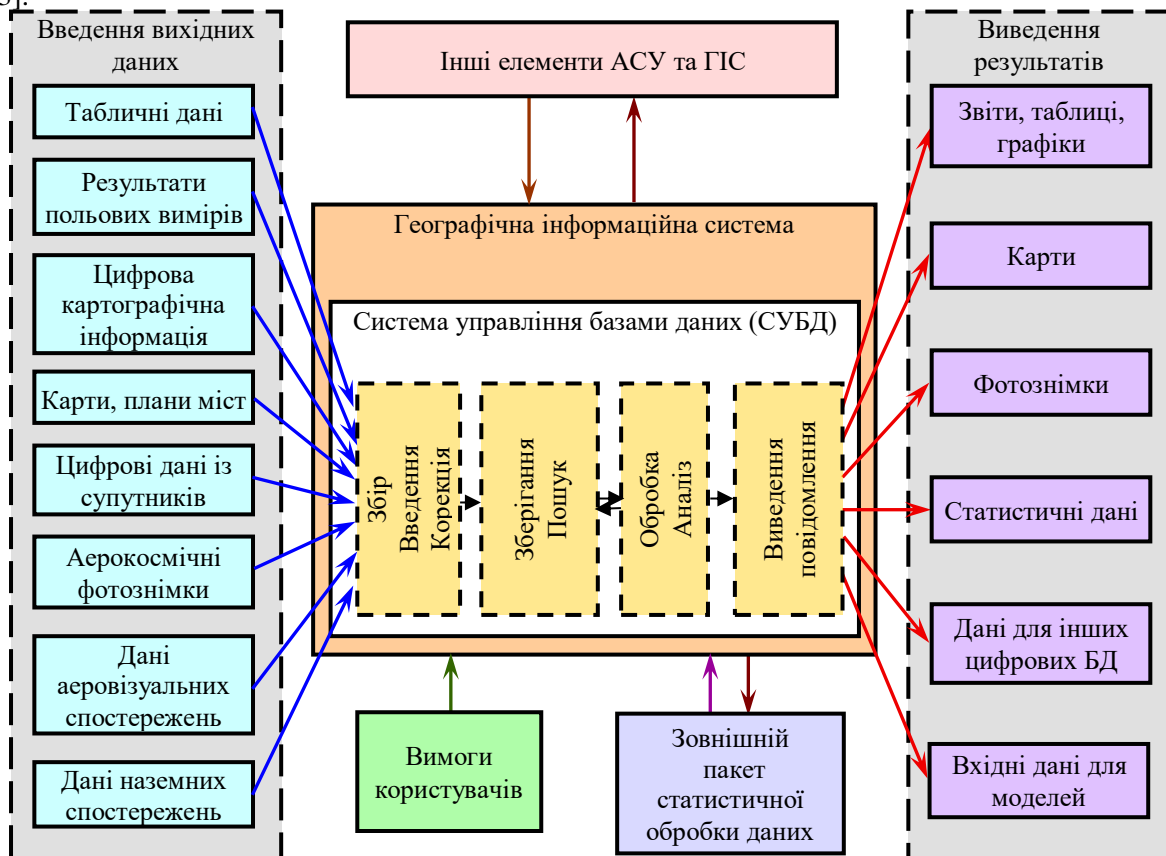 3].
Введення вихідних
даних
Табличні дані
Результати
польових вимірів
Цифрова
картографічна
інформація
Карти, плани міст
Цифрові дані із
супутників
Аерокосмічні
фотознімки
Дані
аеровізуальних
спостережень
Дані наземних
спостережень
Інші елементи АСУ та ГІС
Географічна інформаційна система
Система управління базами даних (СУБД)
Збір
Введення
Корекція
Зберігання
Пошук
Обробка
Аналіз
Виведення
повідомлення
Вимоги
користувачів
Зовнішній
пакет
статистичної
обробки даних
Виведення
результатів
Звіти, таблиці,
графіки
Карти
Фотознімки
Статистичні дані
Дані для інших
цифрових БД
Вхідні дані для
моделей